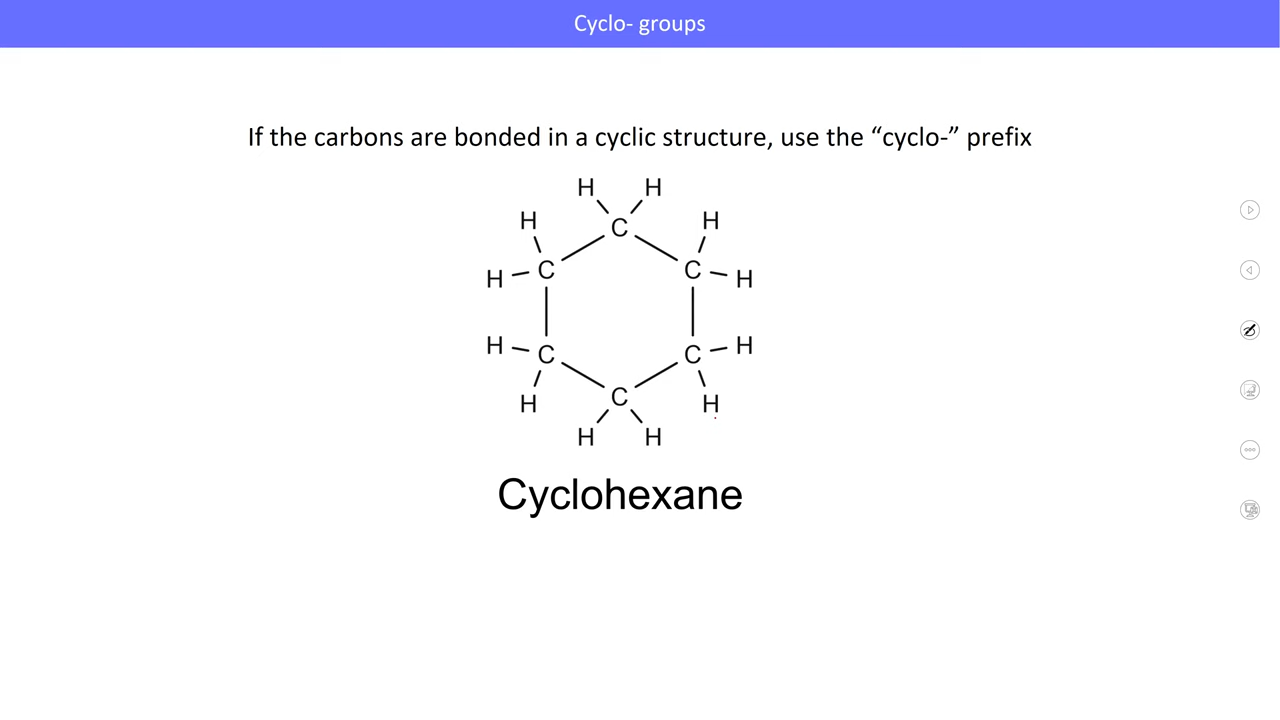 Cyclo- groups
If the carbons are bonded in a cyclic structure, use the “cyclo-” prefix
H H
H C H
H C C H
H C C H
H C H
H H
Cyclohexane